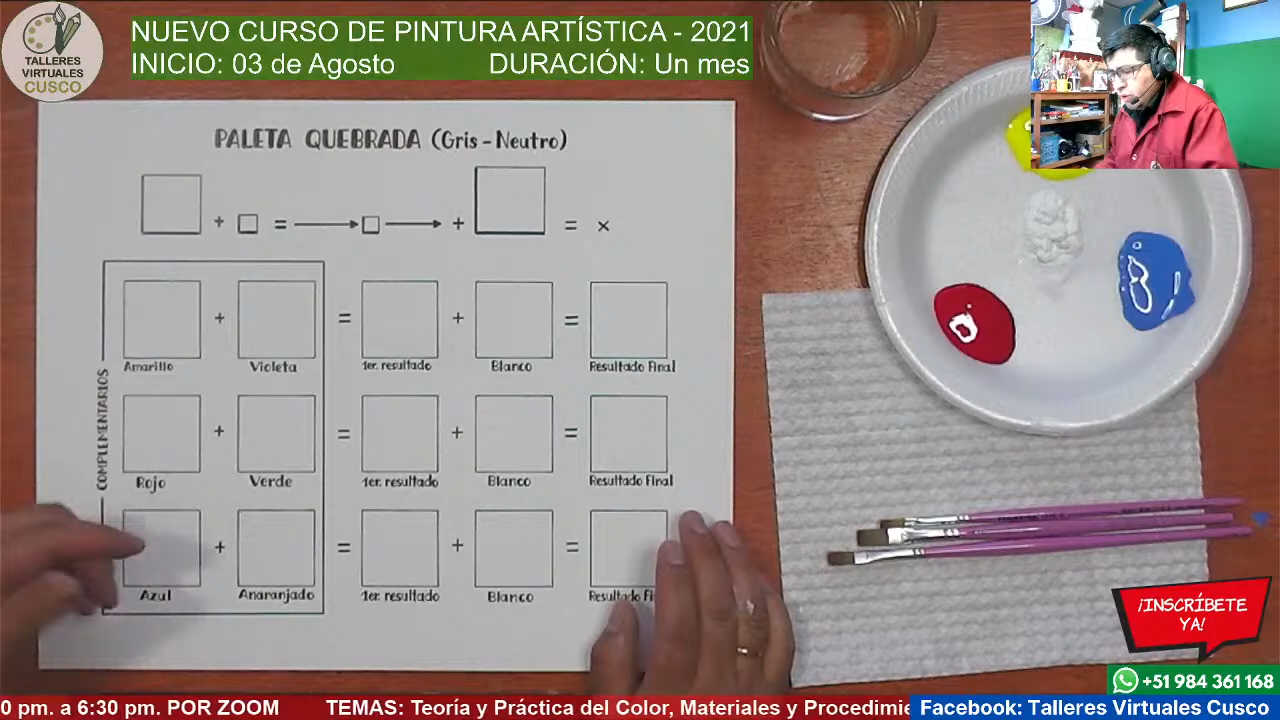 TALLERES
VIRTUALES
CUSCO
NUEVO CURSO DE PINTURA ARTÍSTICA - 2021
INICIO: 03 de Agosto DURACIÓN: Un mes
PALETA QUEBRADA (Gris - Neutro)
+ = + = ×
COMPLEMENTARIOS
+ = + =
Amarillo Violeta 1er. resultado Blanco Resultado Final
+ = + =
Rojo Verde 1er. resultado Blanco Resultado Final
+ = + =
Azul Anaranjado 1er. resultado Blanco Resultado
¡INSCRÍBETE
YA!
+51 984 361 168
0 pm. a 6:30 pm. POR ZOOM TEMAS: Teoría y Práctica del Color, Materiales y Procedimie
Facebook: Talleres Virtuales Cusco